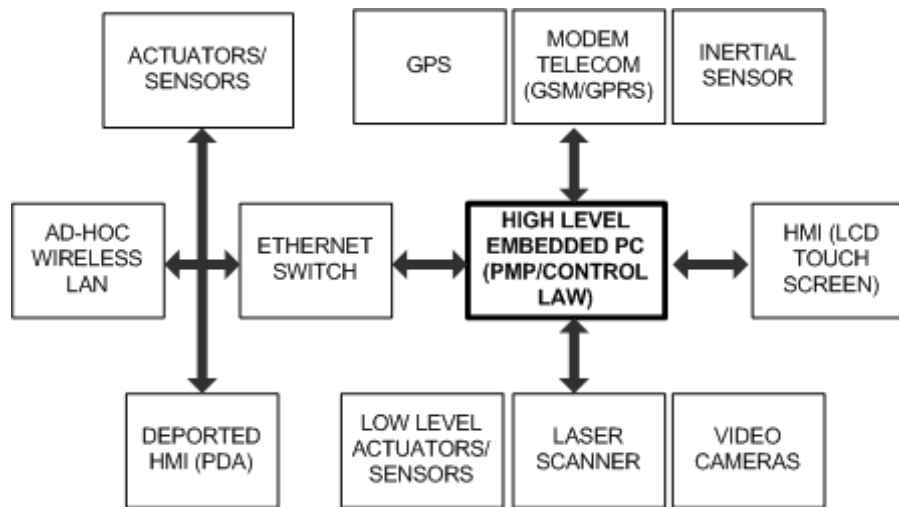 ACTUATORS/
SENSORS
GPS
MODEM
TELECOM
(GSM/GPRS)
INERTIAL
SENSOR
AD-HOC
WIRELESS
LAN
ETHERNET
SWITCH
HIGH LEVEL
EMBEDDED PC
(PMP/CONTROL
LAW)
HMI (LCD
TOUCH
SCREEN)
DEPORTED
HMI (PDA)
LOW LEVEL
ACTUATORS/
SENSORS
LASER
SCANNER
VIDEO
CAMERAS